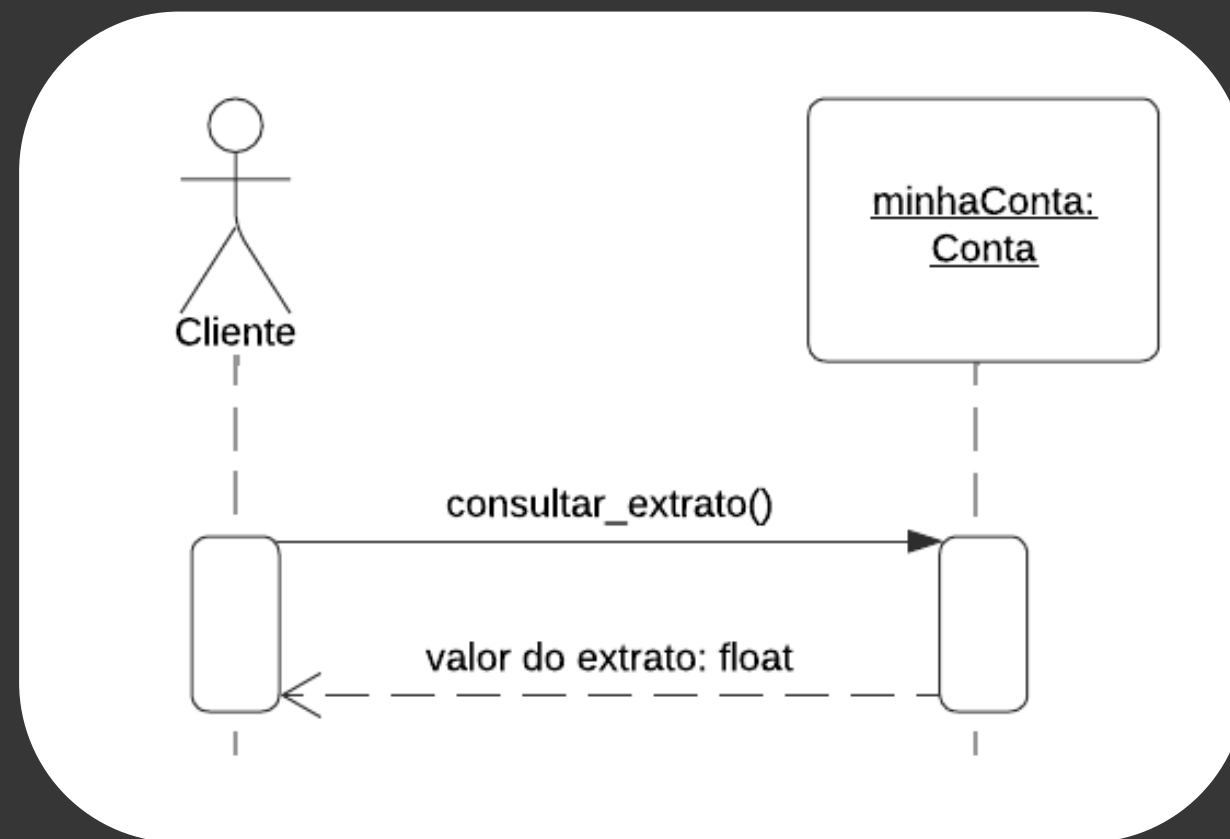 minhaConta:
Conta
Cliente
consultar_extrato()
valor do extrato: float